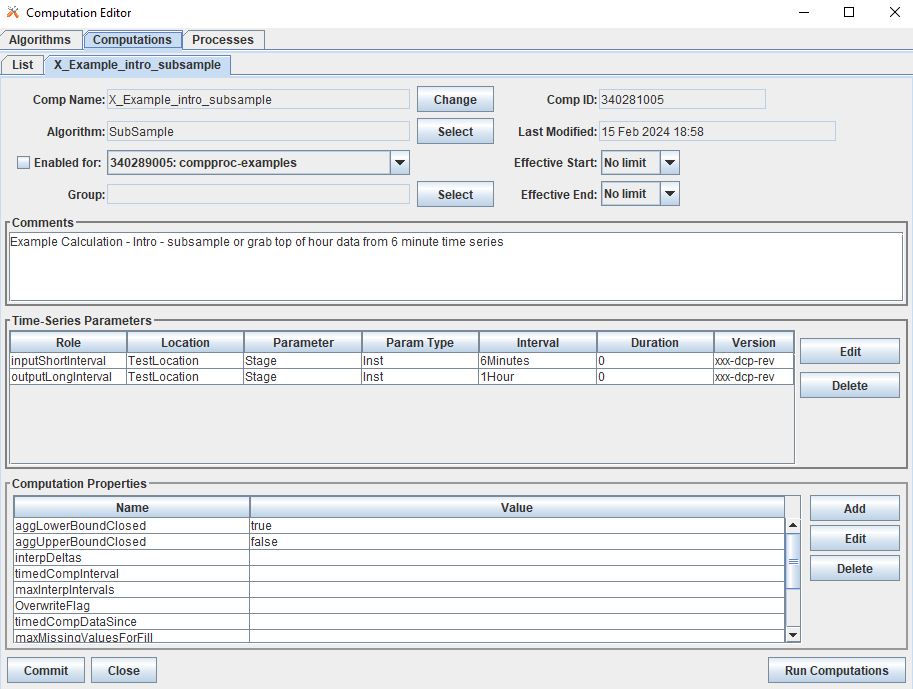 Computation Editor
Algorithms Computations Processes
List X_Example_intro_subsample
Comp Name: X_Example_intro_subsample Change Comp ID: 340281005
Algorithm: SubSample Select Last Modified: 15 Feb 2024 18:58
Enabled for: 340289005: compproc-examples Effective Start: No limit
Group: Select Effective End: No limit
Comments
Example Calculation - Intro - subsample or grab top of hour data from 6 minute time series
Time-Series Parameters
Role Location Parameter Param Type Interval Duration Version
inputShortInterval TestLocation Stage Inst 6Minutes 0 xxx-dcp-rev
outputLongInterval TestLocation Stage Inst 1Hour 0 xxx-dcp-rev
Edit
Delete
Computation Properties
Name Value
aggLowerBoundClosed true
aggUpperBoundClosed false
interpDeltas
timedCompInterval
maxInterpIntervals
OverwriteFlag
timedCompDataSince
maxMissingValuesForFill
Add
Edit
Delete
Commit Close Run Computations